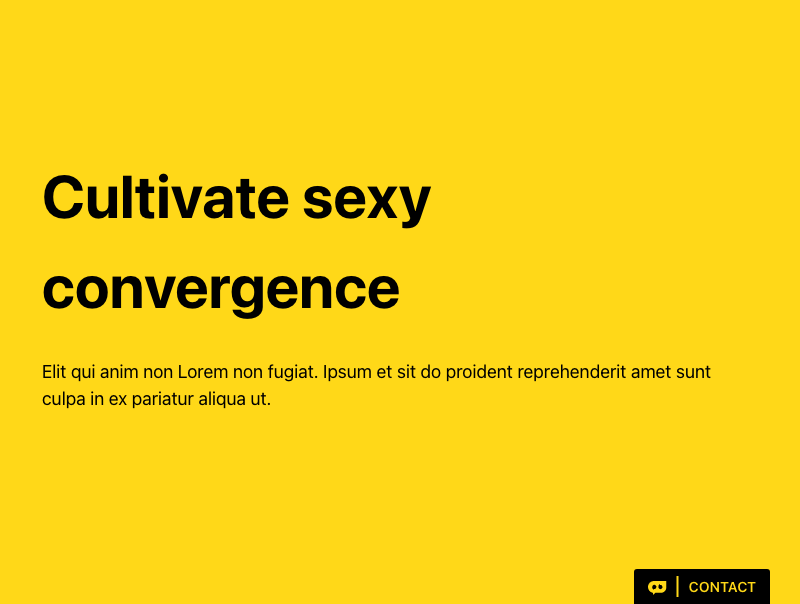 Cultivate sexy
convergence
Elit qui anim non Lorem non fugiat. Ipsum et sit do proident reprehenderit amet sunt
culpa in ex pariatur aliqua ut.
CONTACT